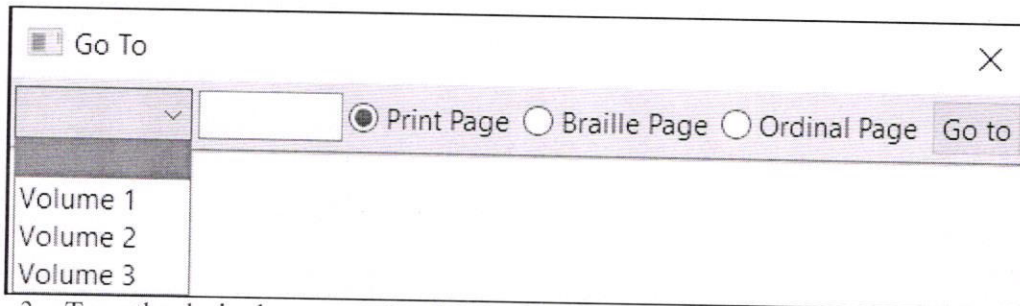 Go To
Print Page Braille Page Ordinal Page Go to
Volume 1
Volume 2
Volume 3